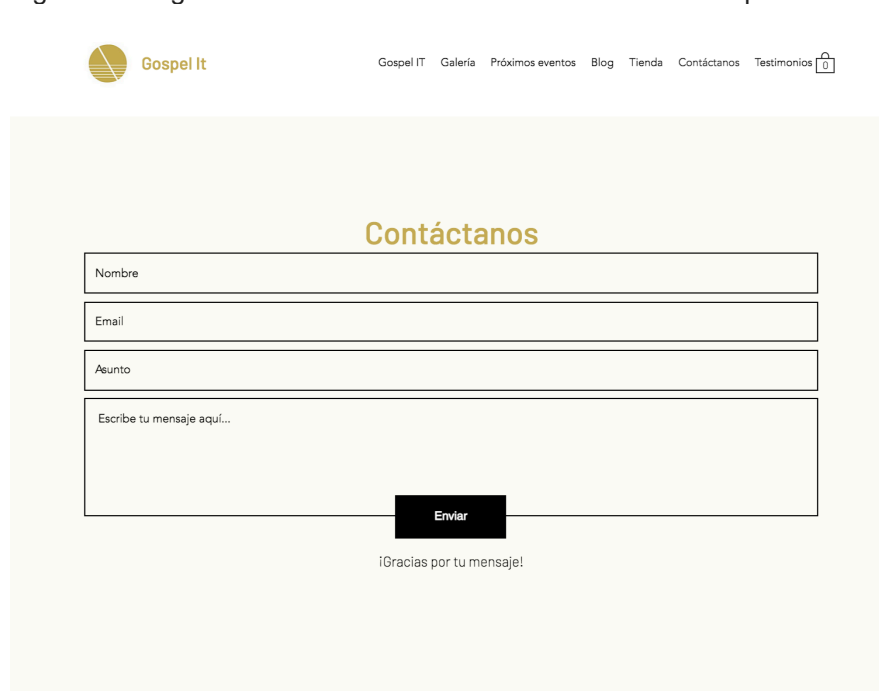 Gospel It
Gospel IT Galería Próximos eventos Blog Tienda Contáctanos Testimonios 0
Contáctanos
Nombre
Email
Asunto
Escribe tu mensaje aquí...
Enviar
¡Gracias por tu mensaje!